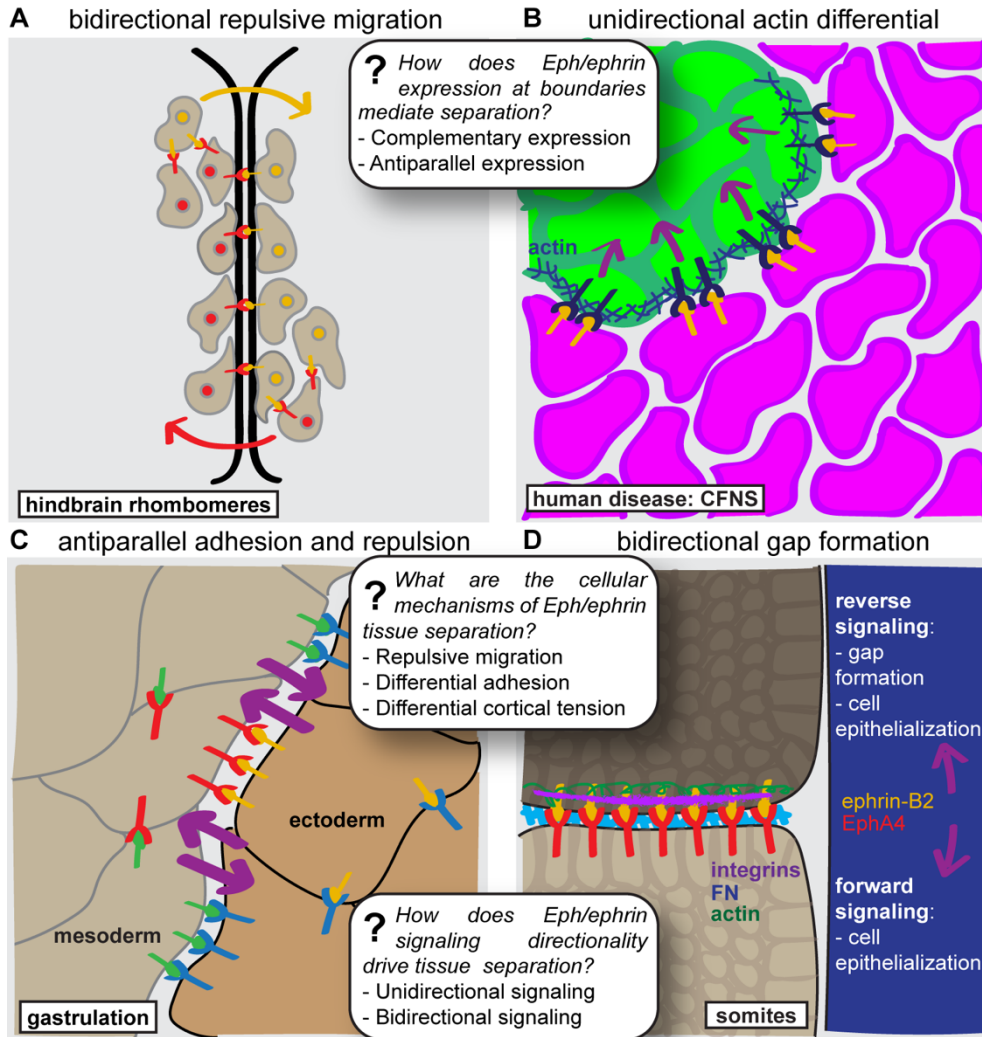 A bidirectional repulsive migration
B unidirectional actin differential
? How does Eph/ephrin
expression at boundaries
mediate separation?
- Complementary expression
- Antiparallel expression
actin
hindbrain rhombomeres
human disease: CFNS
C antiparallel adhesion and repulsion
D bidirectional gap formation
? What are the cellular
mechanisms of Eph/ephrin
tissue separation?
- Repulsive migration
- Differential adhesion
- Differential cortical tension
ectoderm
mesoderm
gastrulation
? How does Eph/ephrin
signaling directionality
drive tissue separation?
- Unidirectional signaling
- Bidirectional signaling
integrins
FN
actin
somites
reverse
signaling:
- gap
formation
- cell
epithelialization
ephrin-B2
EphA4
forward
signaling:
- cell
epithelialization